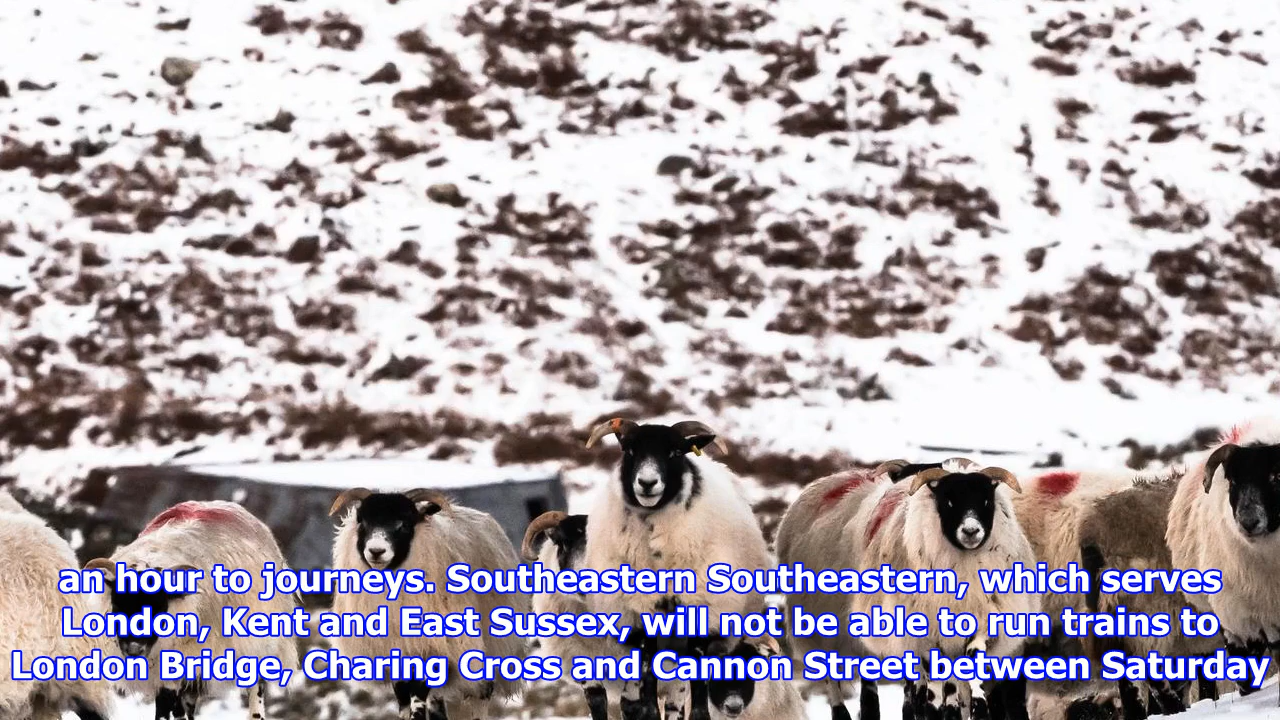 an hour to journeys. Southeastern Southeastern, which serves
London, Kent and East Sussex, will not be able to run trains to
London Bridge, Charing Cross and Cannon Street between Saturday